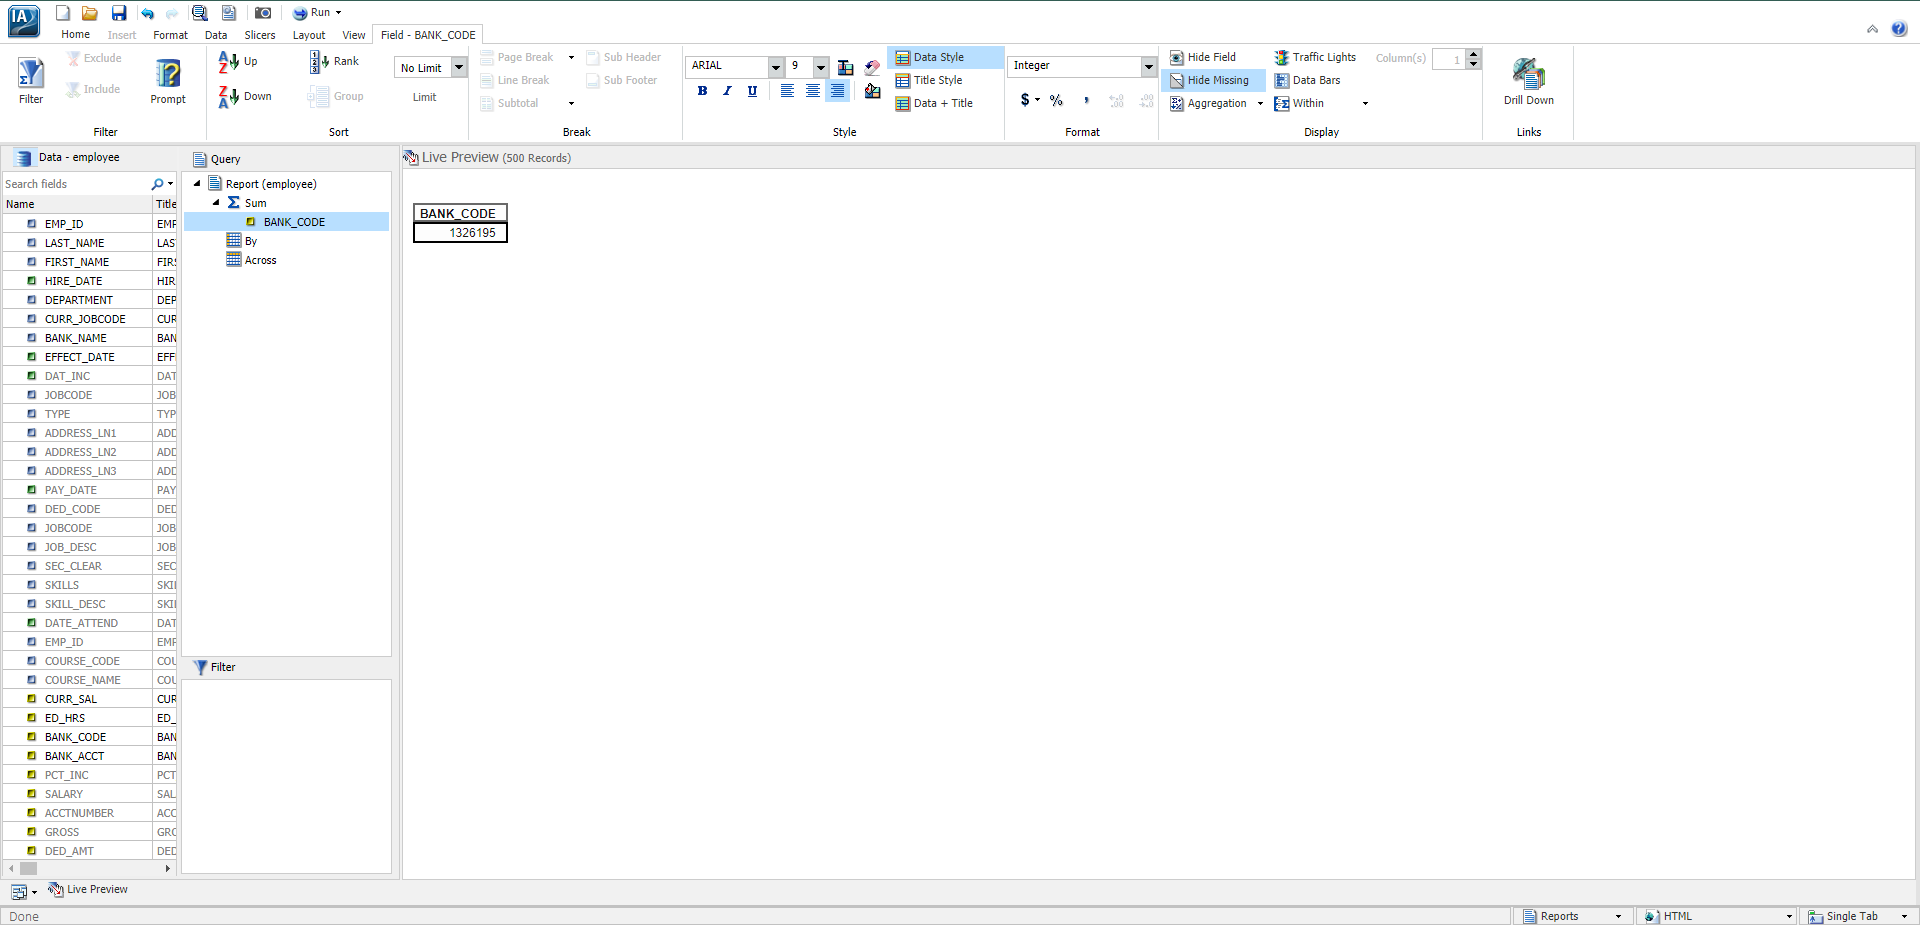 IA
Run
Home Insert Format Data Slicers Layout View Field - BANK_CODE
Filter
Exclude
Include
Prompt
Filter
Up
Down
Rank
Group
Sort
No Limit
Limit
Page Break
Line Break
Subtotal
Sub Header
Sub Footer
Break
ARIAL 9
B I U
Data Style
Title Style
Data + Title
Style
Integer
$ % ,
Format
Hide Field
Hide Missing
Aggregation
Traffic Lights
Data Bars
Within
Column(s) 1
Display
Drill Down
Links
Data - employee
Search fields
Name Title
EMP_ID EMP
LAST_NAME LAS
FIRST_NAME FIRS
HIRE_DATE HIR
DEPARTMENT DEP
CURR_JOBCODE CUR
BANK_NAME BAN
EFFECT_DATE EFF
DAT_INC DAT
JOBCODE JOB
TYPE TYP
ADDRESS_LN1 ADD
ADDRESS_LN2 ADD
ADDRESS_LN3 ADD
PAY_DATE PAY
DED_CODE DED
JOBCODE JOB
JOB_DESC JOB
SEC_CLEAR SEC
SKILLS SKI
SKILL_DESC SKI
DATE_ATTEND DAT
EMP_ID EMP
COURSE_CODE COU
COURSE_NAME COU
CURR_SAL CUR
ED_HRS ED_
BANK_CODE BAN
BANK_ACCT BAN
PCT_INC PCT
SALARY SAL
ACCTNUMBER ACC
GROSS GRO
DED_AMT DED
Query
Report (employee)
Sum
BANK_CODE
By
Across
Filter
Live Preview (500 Records)
BANK_CODE
1326195
Live Preview
Done
Reports
HTML
Single Tab